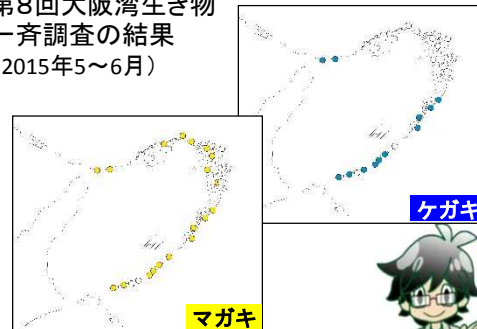 第8回大阪湾生き物
一斉調査の結果
(2015年5～6月)
ケガキ
マガキ